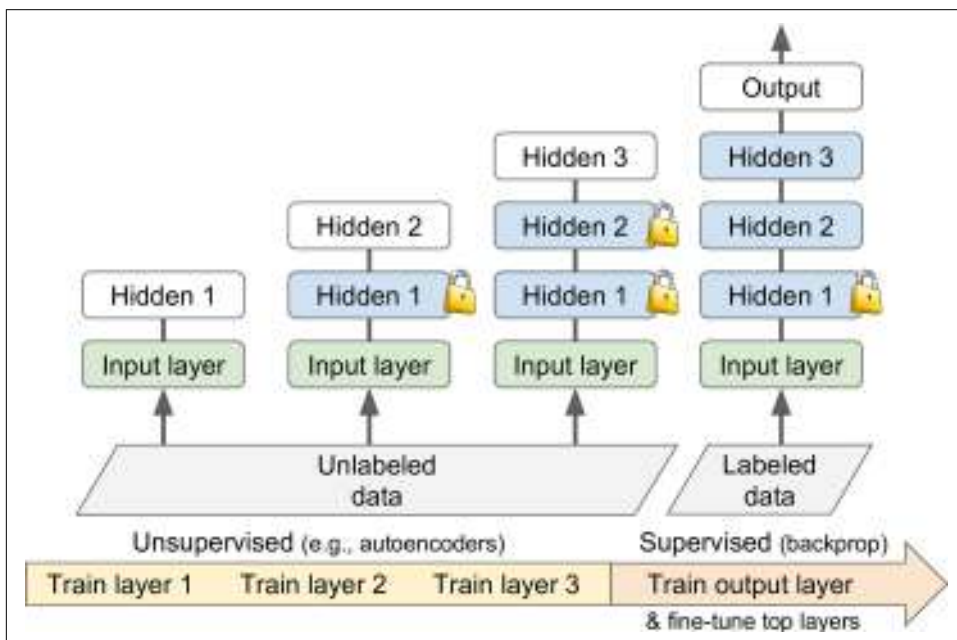 Output
Hidden 3
Hidden 3
Hidden 2
Hidden 2
Hidden 2
Hidden 1
Hidden 1
Hidden 1
Hidden 1
Input layer
Input layer
Input layer
Input layer
Unlabeled
data
Labeled
data
Unsupervised (e.g., autoencoders)
Supervised (backprop)
Train layer 1
Train layer 2
Train layer 3
Train output layer
& fine-tune top layers